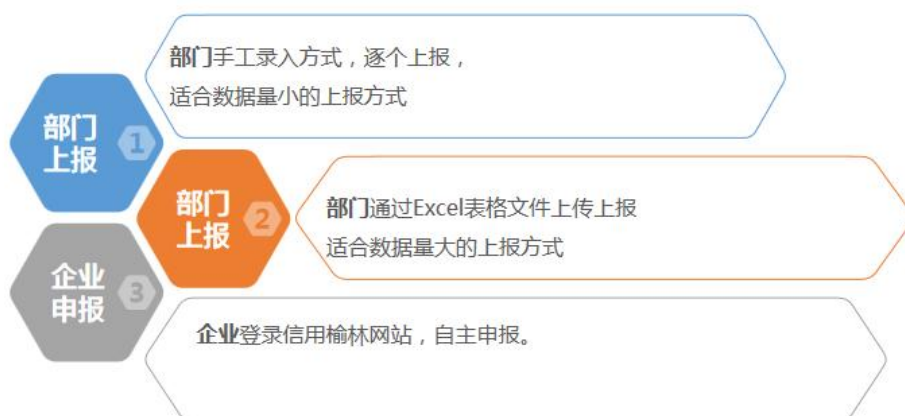 部门手工录入方式，逐个上报，
适合数据量小的上报方式
部门
上报
1
部门
上报
2
部门通过Excel表格文件上传上报
适合数据量大的上报方式
企业
申报
3
企业登录信用榆林网站，自主申报。